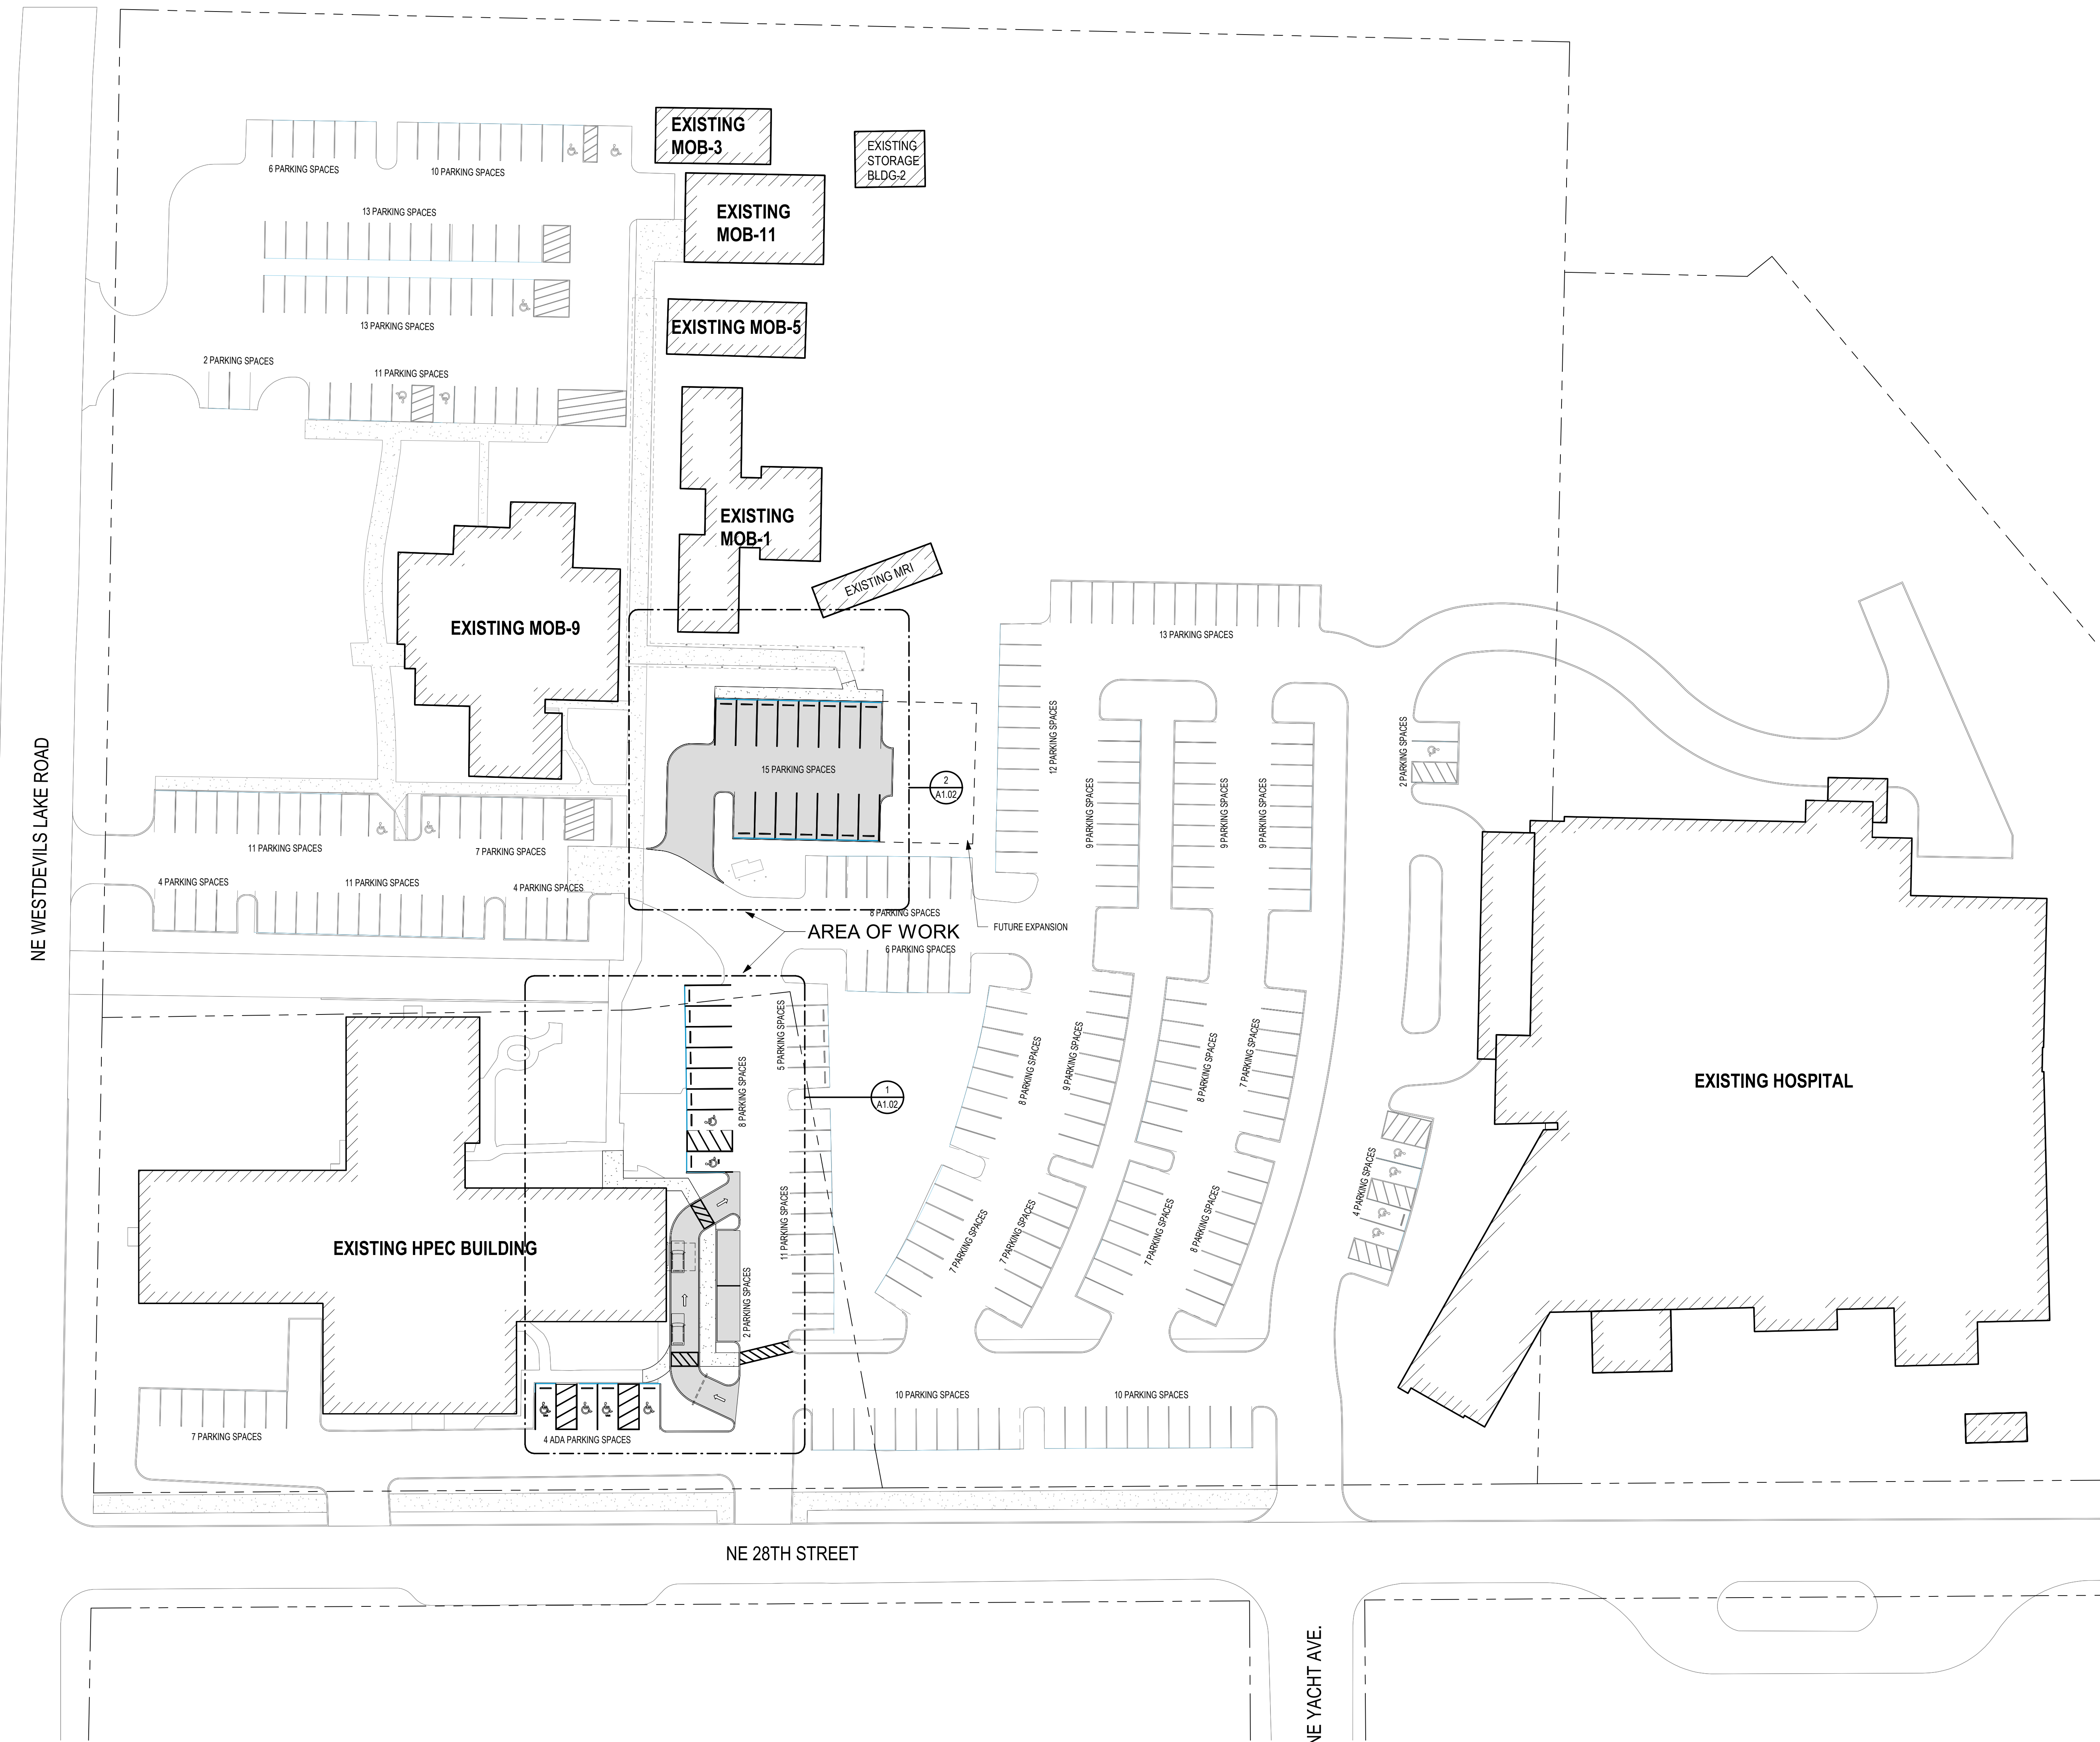 EXISTING
MOB-3
EXISTING
STORAGE
BLDG-2
6 PARKING SPACES
10 PARKING SPACES
EXISTING
MOB-11
13 PARKING SPACES
13 PARKING SPACES
EXISTING MOB-5
2 PARKING SPACES
11 PARKING SPACES
EXISTING
MOB-1
EXISTING MRI
EXISTING MOB-9
13 PARKING SPACES
12 PARKING SPACES
2 PARKING SPACES
15 PARKING SPACES
2
A1.02
9 PARKING SPACES
9 PARKING SPACES
9 PARKING SPACES
NE WESTDEVILS LAKE ROAD
11 PARKING SPACES
7 PARKING SPACES
4 PARKING SPACES
11 PARKING SPACES
4 PARKING SPACES
8 PARKING SPACES
AREA OF WORK
FUTURE EXPANSION
6 PARKING SPACES
5 PARKING SPACES
8 PARKING SPACES
1
A1.02
8 PARKING SPACES
9 PARKING SPACES
8 PARKING SPACES
7 PARKING SPACES
EXISTING HOSPITAL
4 PARKING SPACES
11 PARKING SPACES
7 PARKING SPACES
7 PARKING SPACES
7 PARKING SPACES
8 PARKING SPACES
EXISTING HPEC BUILDING
2 PARKING SPACES
10 PARKING SPACES
10 PARKING SPACES
7 PARKING SPACES
4 ADA PARKING SPACES
NE 28TH STREET
NE YACHT AVE.